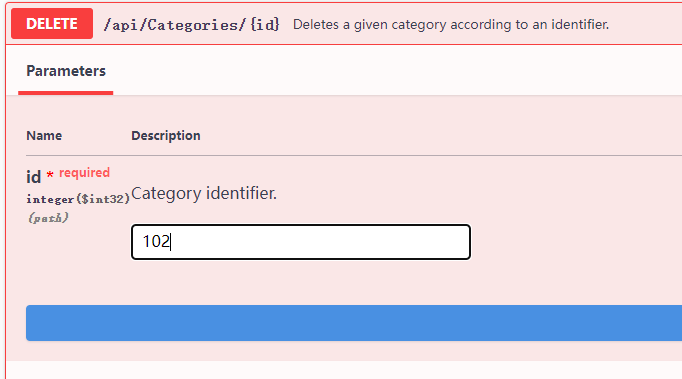 DELETE /api/Categories/{id} Deletes a given category according to an identifier.
Parameters
Name Description
id * required
integer($int32) Category identifier.
(path)
102